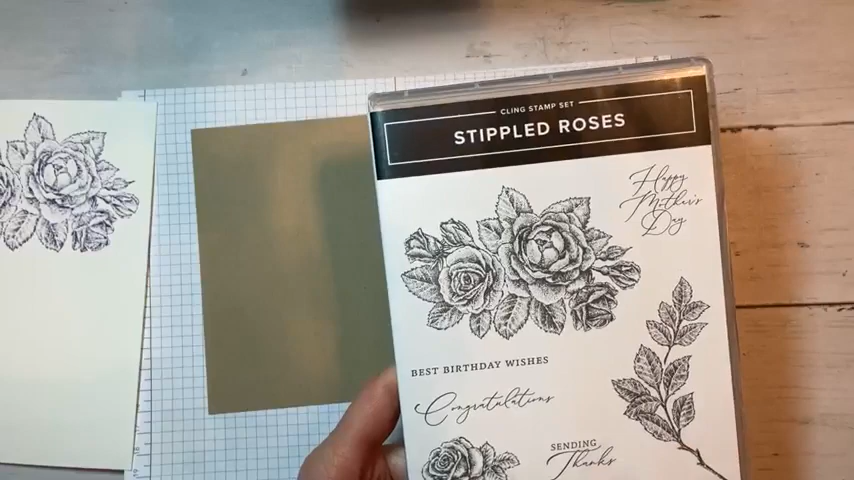 CLING STAMP SET
STIPPLED ROSES
Happy
Mother's
Day
BEST BIRTHDAY WISHES
Congratulations
SENDING
Thanks